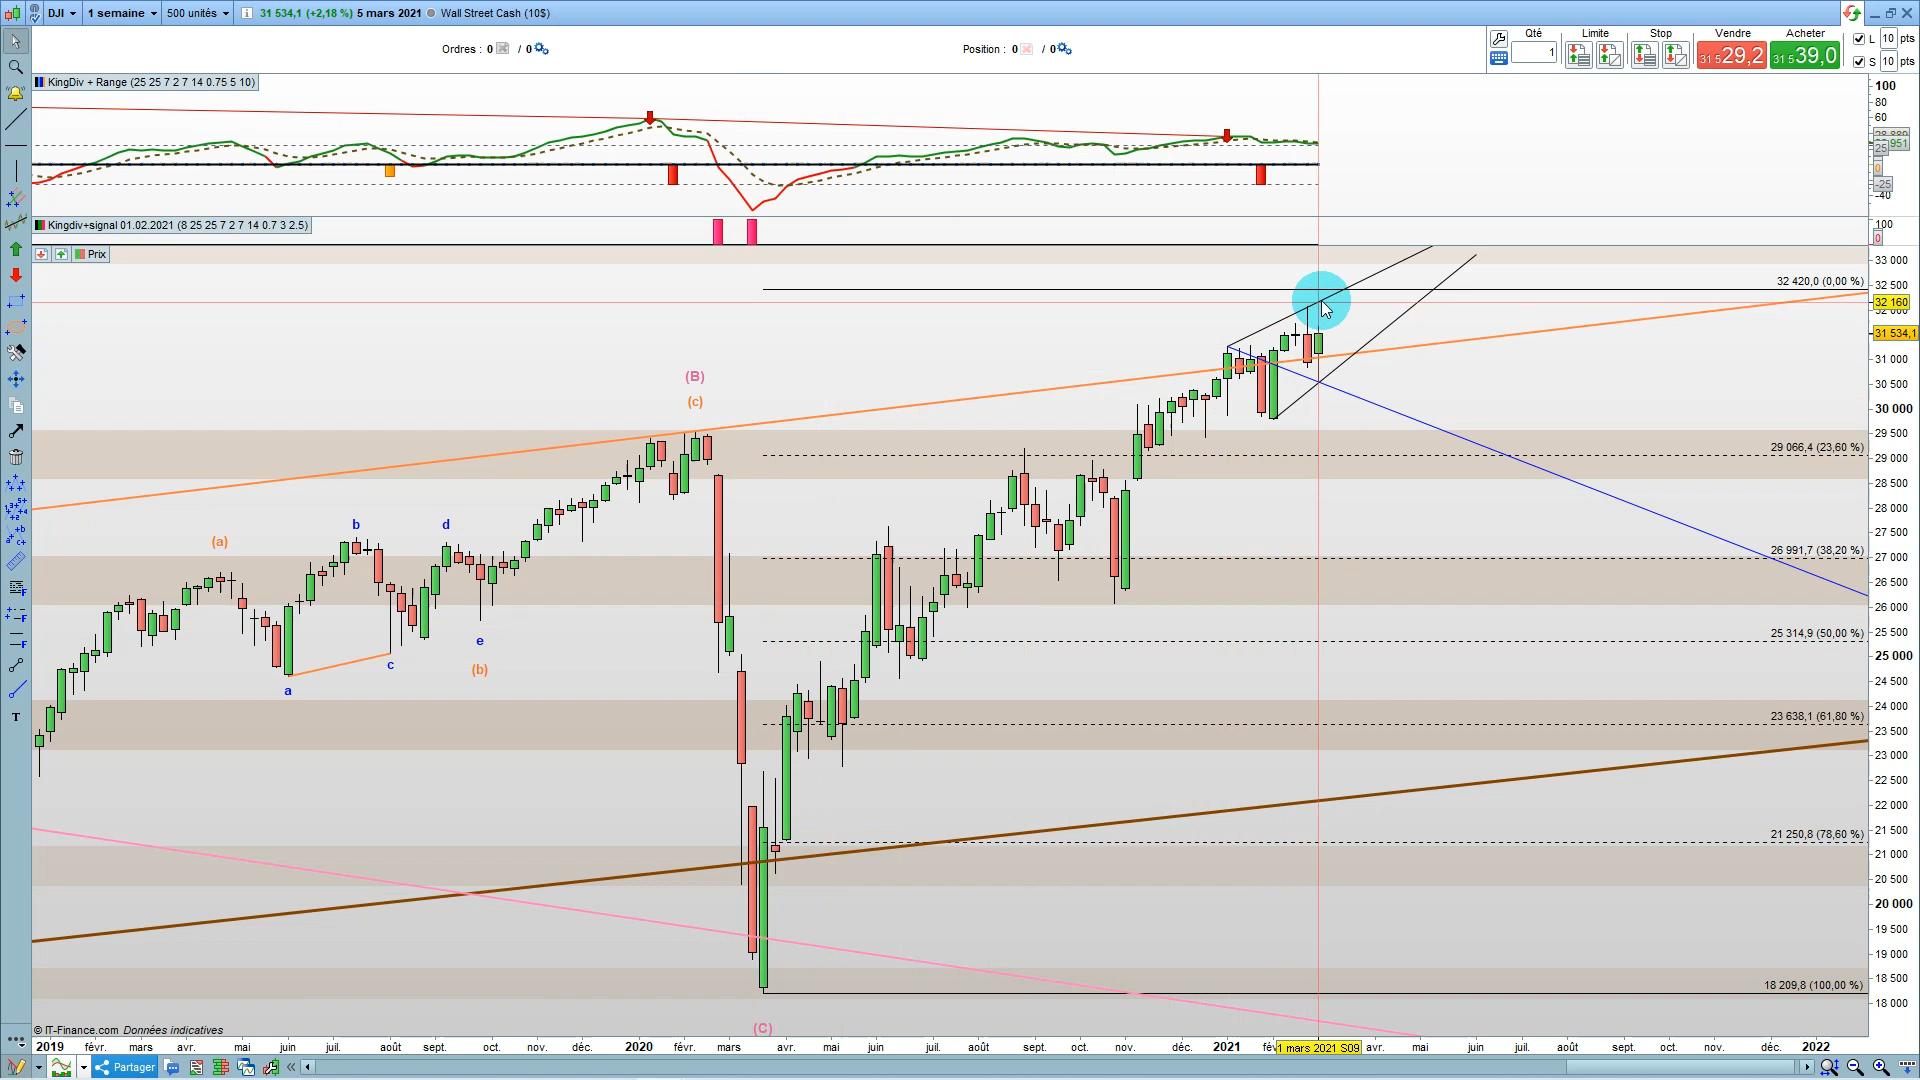 DJI 1 semaine 500 unités 31 534,1 (+2,18 %) 5 mars 2021 Wall Street Cash (10$)
Ordres : 0 / 0 Position : 0 / 0
Qté Limite Stop Vendre Acheter
1 31 529,2 31 539,0
L 10 pts
S 10 pts
KingDiv + Range (25 25 7 2 7 14 0.75 5 10)
100
80
60
25
0
-25
-40
Kingdiv+signal 01.02.2021 (8 25 25 7 2 7 14 0.7 3 2.5)
100
0
Prix
33 000
32 420,0 (0,00 %)
32 500
32 160
32 000
31 534,1
31 000
30 500
30 000
29 500
29 066,4 (23,60 %)
29 000
28 500
28 000
27 500
26 991,7 (38,20 %)
27 000
26 500
26 000
25 500
25 314,9 (50,00 %)
25 000
24 500
24 000
23 638,1 (61,80 %)
23 500
23 000
22 500
22 000
21 500
21 250,8 (78,60 %)
21 000
20 500
20 000
19 500
19 000
18 500
18 209,8 (100,00 %)
18 000
(B)
(c)
(a)
b
d
e
c
(b)
a
(C)
© IT-Finance.com Données indicatives
2019 févr. mars avr. mai juin juil. août sept. oct. nov. déc. 2020 févr. mars avr. mai juin juil. août sept. oct. nov. déc. 2021 1 mars 2021 S09 avr. mai juin juil. août sept. oct. nov. déc. 2022
Partager